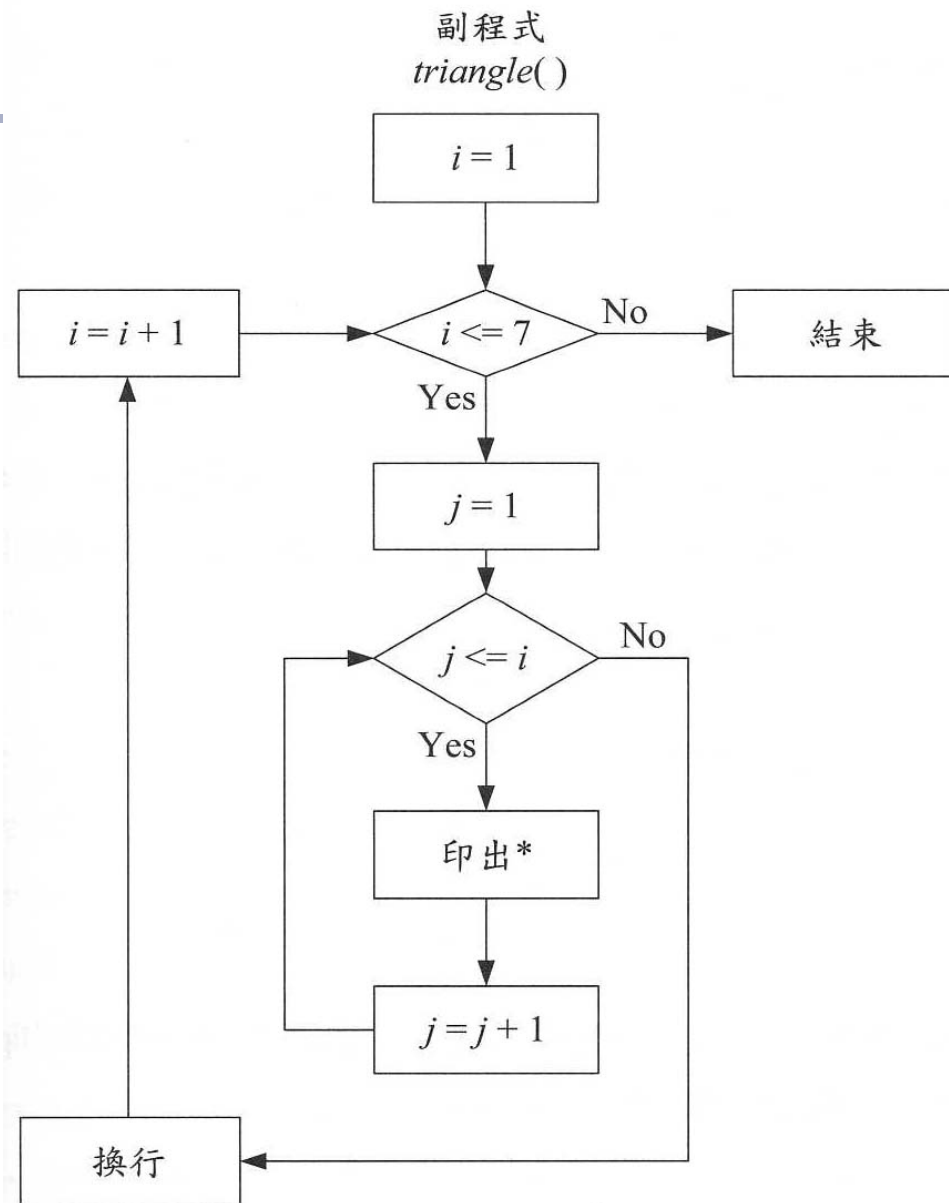 副程式
triangle( )
i = 1
i = i + 1
i <= 7
No
結束
Yes
j = 1
j <= i
No
Yes
印出*
j = j + 1
換行